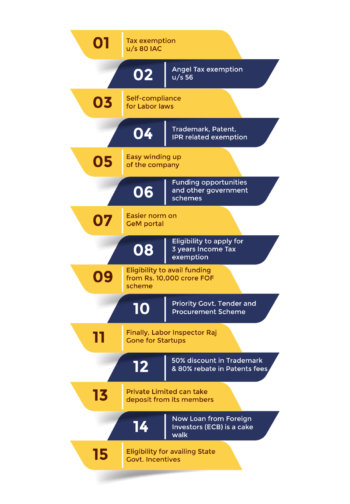 01
Tax exemption
u/s 80 IAC
02
Angel Tax exemption
u/s 56
03
Self-compliance
for Labor laws
04
Trademark, Patent,
IPR related exemption
05
Easy winding up
of the company
06
Funding opportunities
and other government
schemes
07
Easier norm on
GeM portal
08
Eligibility to apply for
3 years Income Tax
exemption
09
Eligibility to avail funding
from Rs. 10,000 crore FOF
scheme
10
Priority Govt. Tender and
Procurement Scheme
11
Finally, Labor Inspector Raj
Gone for Startups
12
50% discount in Trademark
& 80% rebate in Patents fees
13
Private Limited can take
deposit from its members
14
Now Loan from Foreign
Investors (ECB) is a cake
walk
15
Eligibility for availing State
Govt. Incentives